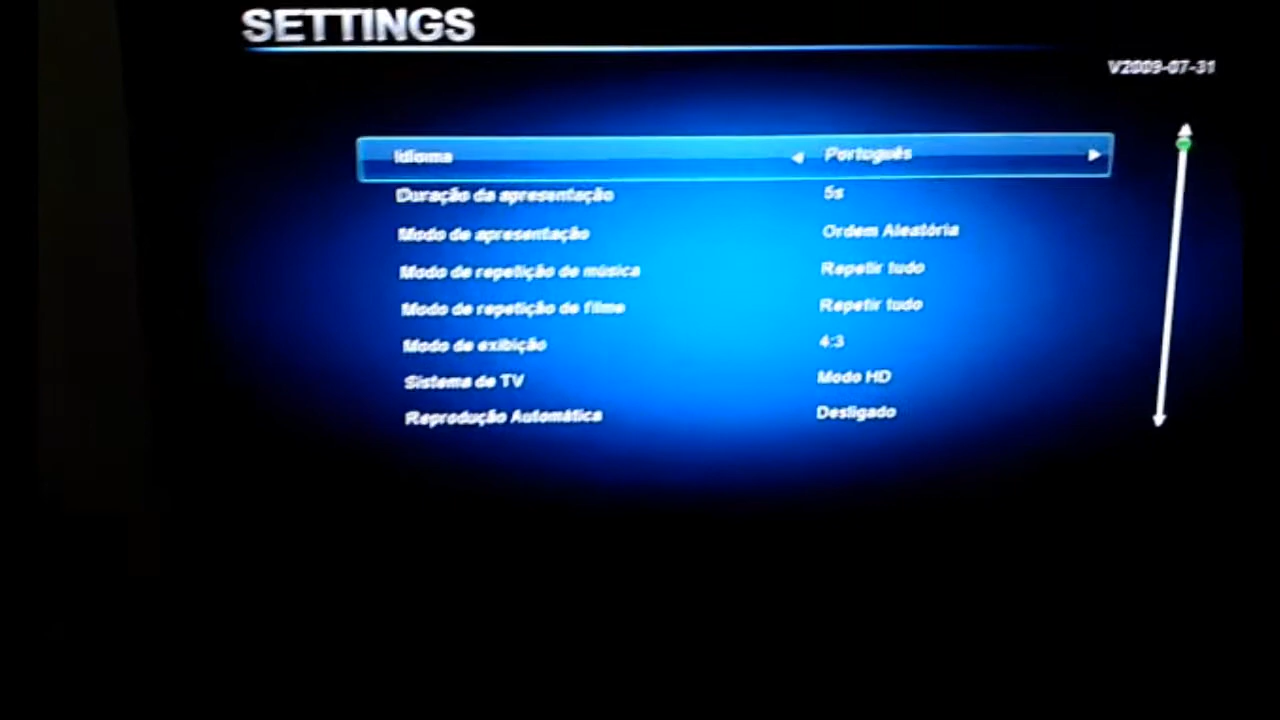 SETTINGS
V2009-07-31
Idioma Português
Duração da apresentação 5s
Modo de apresentação Ordem Aleatória
Modo de repetição de música Repetir tudo
Modo de repetição de filme Repetir tudo
Modo de exibição 4:3
Sistema de TV Modo HD
Reprodução Automática Desligado